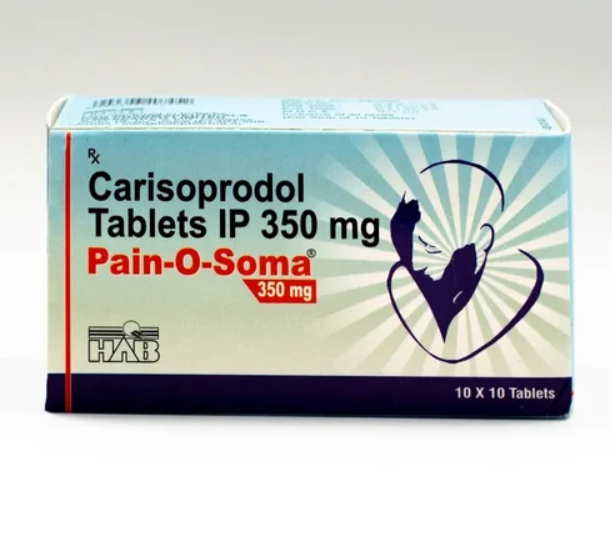 Rx
Carisoprodol
Tablets IP 350 mg
Pain-O-Soma®
350 mg
HAB
10 X 10 Tablets